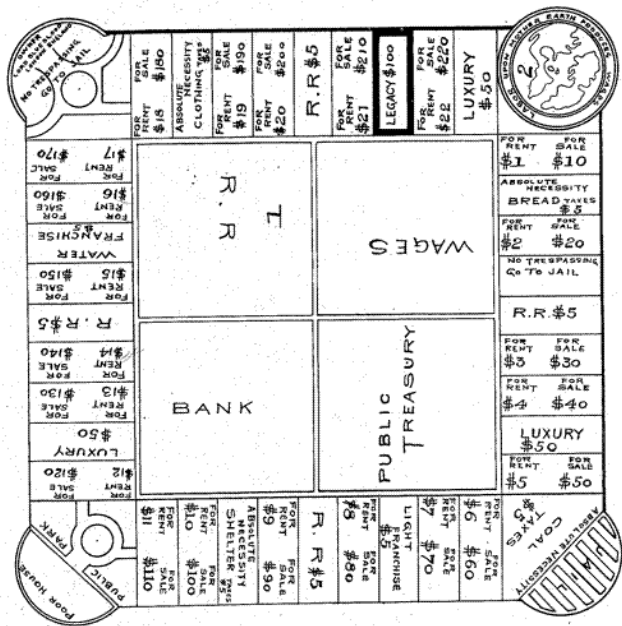 OWNER
LORD BLUEBLOOD
LONDON ENGLAND
NO TRESPASSING
GO TO JAIL
FOR RENT FOR SALE
$18 $180
ABSOLUTE NECESSITY
CLOTHING TAXES
$5
FOR RENT FOR SALE
$19 $190
FOR RENT FOR SALE
$20 $200
R.R $5
FOR RENT FOR SALE
$21 $210
LEGACY $100
FOR RENT FOR SALE
$22 $220
LUXURY
$50
LABOR UPON MOTHER EARTH PRODUCES WAGES
2
FOR RENT FOR SALE
$1 $10
ABSOLUTE
NECESSITY
BREAD TAXES
$5
FOR RENT FOR SALE
$2 $20
NO TRESPASSING
GO TO JAIL
R.R. $5
FOR RENT FOR SALE
$3 $30
FOR RENT FOR SALE
$4 $40
LUXURY
$50
FOR RENT FOR SALE
$5 $50
ABSOLUTE NECESSITY
COAL
TAXES
$5
JAIL
FOR RENT FOR SALE
$6 $60
FOR RENT FOR SALE
$7 $70
LIGHT
FRANCHISE
$5
FOR RENT FOR SALE
$8 $80
R. R $5
FOR RENT FOR SALE
$9 $90
ABSOLUTE
NECESSITY
SHELTER TAXES
$5
FOR RENT FOR SALE
$10 $100
FOR RENT FOR SALE
$11 $110
PUBLIC PARK
POOR HOUSE
FOR RENT FOR SALE
$12 $120
LUXURY
$50
FOR RENT FOR SALE
$13 $130
FOR RENT FOR SALE
$14 $140
R.R $5
FOR RENT FOR SALE
$15 $150
WATER
FRANCHISE
$5
FOR RENT FOR SALE
$16 $160
FOR RENT FOR SALE
$17 $170
R.R
T
WAGES
BANK
PUBLIC
TREASURY